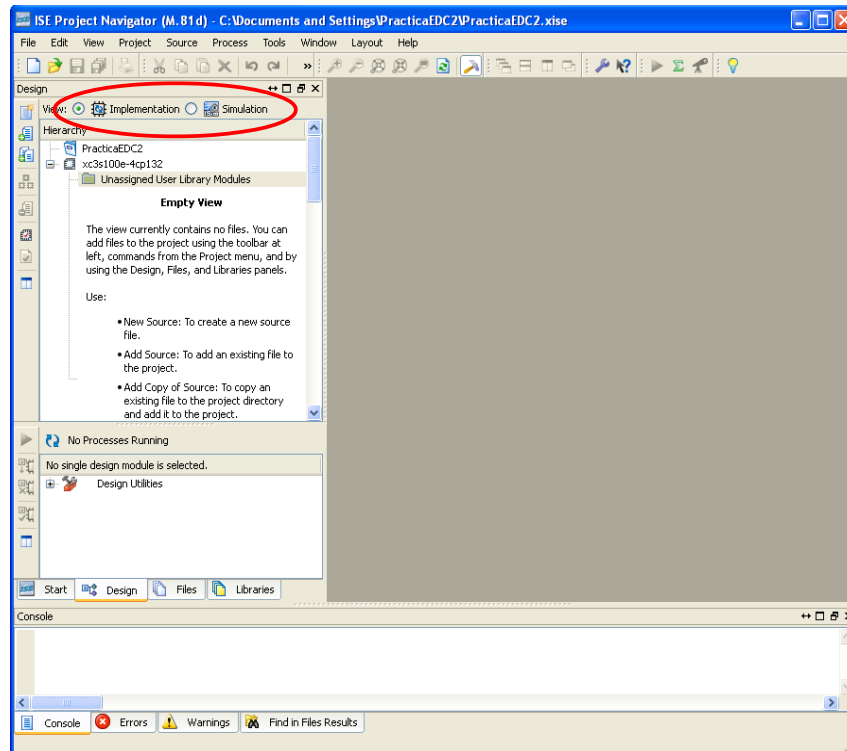 ISE Project Navigator (M.81d) - C:\Documents and Settings\PracticaEDC2\PracticaEDC2.xise
File Edit View Project Source Process Tools Window Layout Help
Design
View: Implementation Simulation
Hierarchy
PracticaEDC2
xc3s100e-4cp132
Unassigned User Library Modules
Empty View
The view currently contains no files. You can
add files to the project using the toolbar at
left, commands from the Project menu, and by
using the Design, Files, and Libraries panels.
Use:
•New Source: To create a new source
file.
•Add Source: To add an existing file to
the project.
•Add Copy of Source: To copy an
existing file to the project directory
and add it to the project.
No Processes Running
No single design module is selected.
Design Utilities
Start Design Files Libraries
Console
Console Errors Warnings Find in Files Results